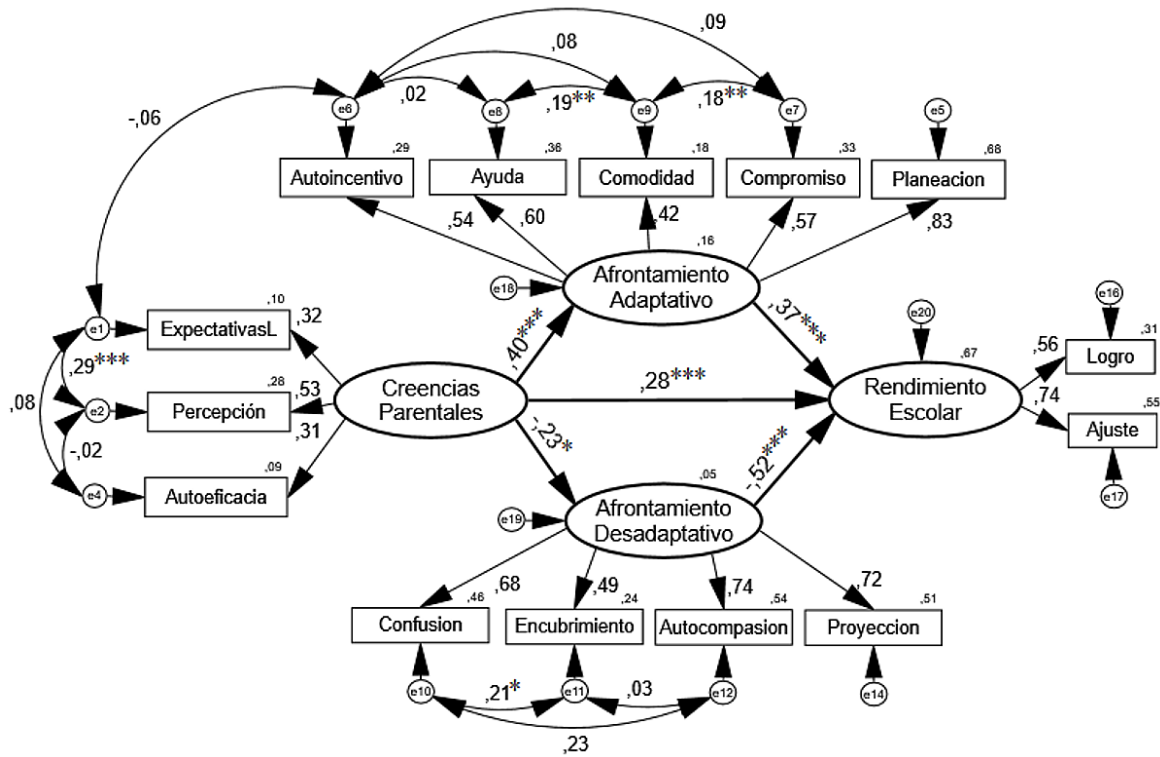 ,09
,08
-,06
,02
,19**
,18**
e6
e8
e9
e7
e5
,29
,36
,18
,33
,68
Autoincentivo
Ayuda
Comodidad
Compromiso
Planeacion
,54
,60
,42
,57
,83
,16
Afrontamiento
Adaptativo
e18
e16
e20
,10
e1
ExpectativasL
,32
,40***
,37***
,56
,31
Logro
,29***
,28
,67
,08
e2
Percepción
,53
Creencias
Parentales
,28***
Rendimiento
Escolar
,74
,55
Ajuste
-,02
,31
,09
e4
Autoeficacia
-,23*
-,52***
e17
,05
e19
Afrontamiento
Desadaptativo
,68
,49
,74
,72
,46
,24
,54
,51
Confusion
Encubrimiento
Autocompasion
Proyeccion
e10
,21*
e11
,03
e12
e14
,23